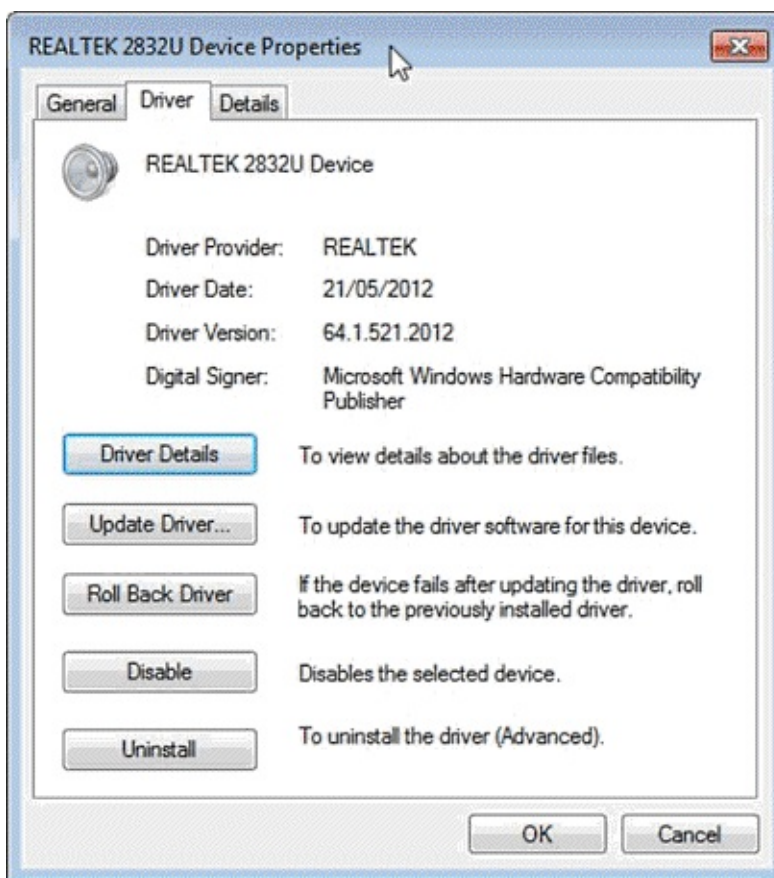 REALTEK 2832U Device Properties
General Driver Details
REALTEK 2832U Device
Driver Provider: REALTEK
Driver Date: 21/05/2012
Driver Version: 64.1.521.2012
Digital Signer: Microsoft Windows Hardware Compatibility
Publisher
Driver Details To view details about the driver files.
Update Driver... To update the driver software for this device.
Roll Back Driver If the device fails after updating the driver, roll
back to the previously installed driver.
Disable Disables the selected device.
Uninstall To uninstall the driver (Advanced).
OK Cancel